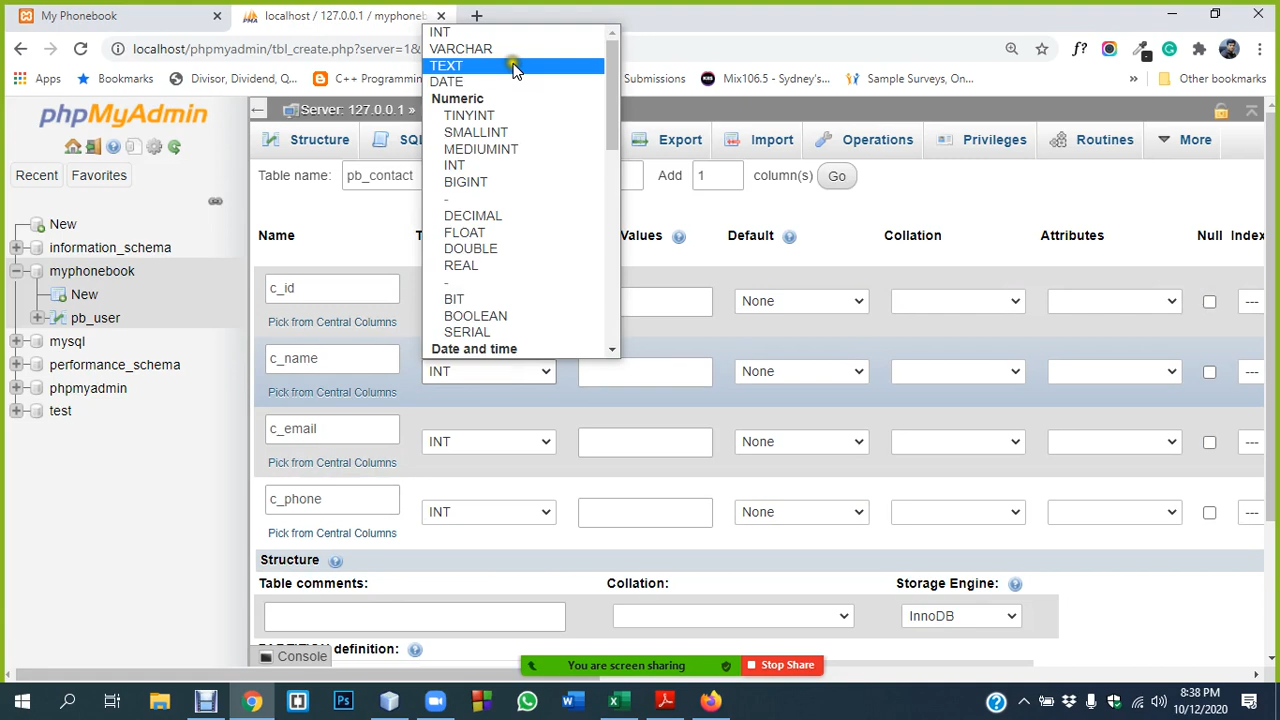 My Phonebook
localhost / 127.0.0.1 / myphoneb
localhost/phpmyadmin/tbl_create.php?server=1&
Apps
Bookmarks
Divisor, Dividend, Q...
C++ Programming
Submissions
Mix106.5 - Sydney's...
Sample Surveys, On...
»
Other bookmarks
phpMyAdmin
Recent
Favorites
New
information_schema
myphonebook
New
pb_user
mysql
performance_schema
phpmyadmin
test
Server: 127.0.0.1 »
Structure
SQ
Export
Import
Operations
Privileges
Routines
More
Table name:
pb_contact
Add
1
column(s)
Go
Name
Values
Default
Collation
Attributes
Null
Index
INT
VARCHAR
TEXT
DATE
Numeric
TINYINT
SMALLINT
MEDIUMINT
INT
BIGINT
-
DECIMAL
FLOAT
DOUBLE
REAL
-
BIT
BOOLEAN
SERIAL
Date and time
c_id
None
---
Pick from Central Columns
c_name
INT
None
---
Pick from Central Columns
c_email
INT
None
---
Pick from Central Columns
c_phone
INT
None
---
Pick from Central Columns
Structure
Table comments:
Collation:
Storage Engine:
InnoDB
definition:
Console
You are screen sharing
Stop Share
8:38 PM
10/12/2020